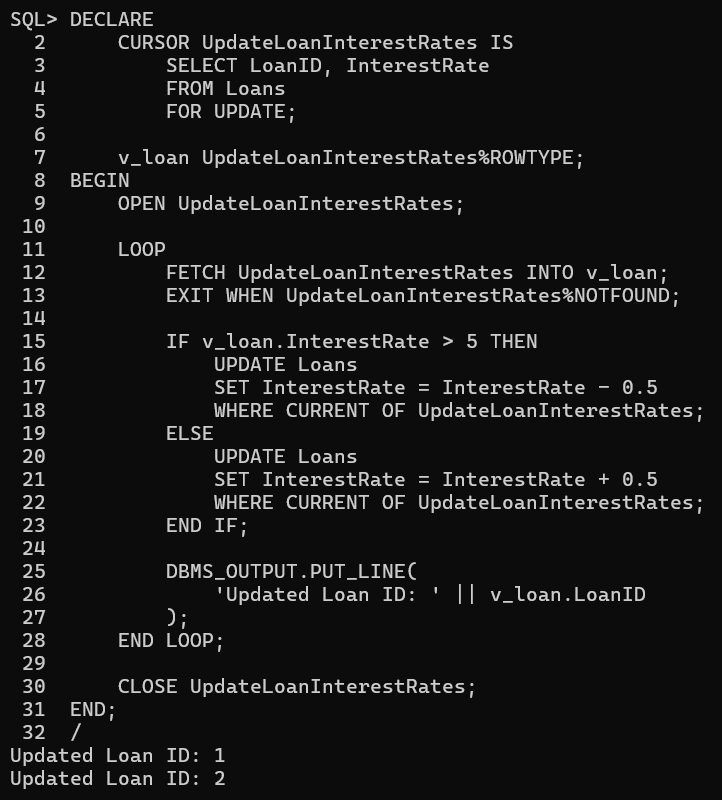 SQL> DECLARE
  2      CURSOR UpdateLoanInterestRates IS
  3          SELECT LoanID, InterestRate
  4          FROM Loans
  5          FOR UPDATE;
  6
  7      v_loan UpdateLoanInterestRates%ROWTYPE;
  8  BEGIN
  9      OPEN UpdateLoanInterestRates;
 10
 11      LOOP
 12          FETCH UpdateLoanInterestRates INTO v_loan;
 13          EXIT WHEN UpdateLoanInterestRates%NOTFOUND;
 14
 15          IF v_loan.InterestRate > 5 THEN
 16              UPDATE Loans
 17              SET InterestRate = InterestRate - 0.5
 18              WHERE CURRENT OF UpdateLoanInterestRates;
 19          ELSE
 20              UPDATE Loans
 21              SET InterestRate = InterestRate + 0.5
 22              WHERE CURRENT OF UpdateLoanInterestRates;
 23          END IF;
 24
 25          DBMS_OUTPUT.PUT_LINE(
 26              'Updated Loan ID: ' || v_loan.LoanID
 27          );
 28      END LOOP;
 29
 30      CLOSE UpdateLoanInterestRates;
 31  END;
 32  /
Updated Loan ID: 1
Updated Loan ID: 2